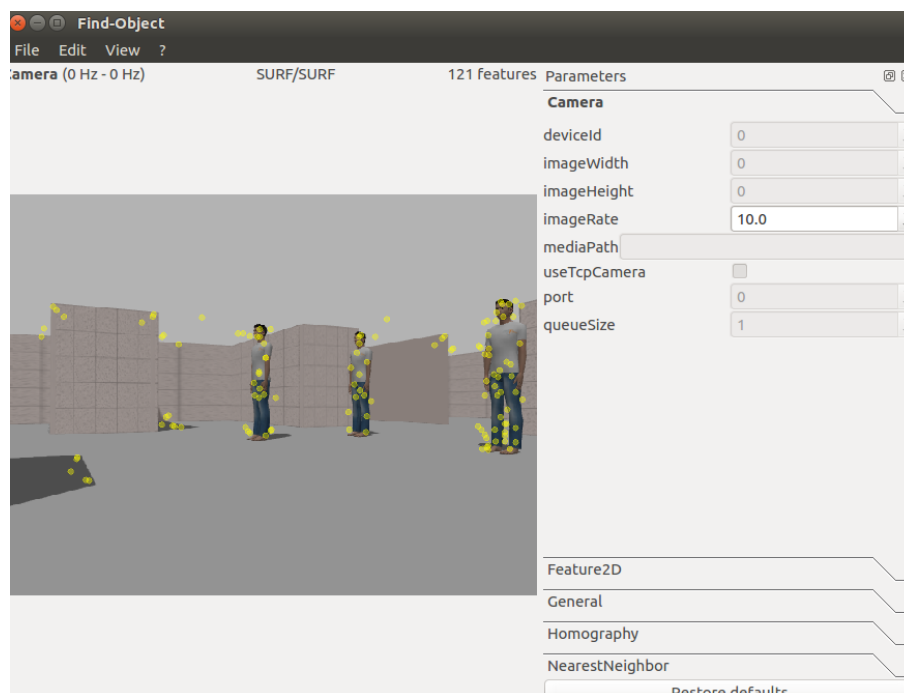 Find-Object
File Edit View ?
Camera (0 Hz - 0 Hz) SURF/SURF 121 features
Parameters
Camera
deviceId 0
imageWidth 0
imageHeight 0
imageRate 10.0
mediaPath
useTcpCamera
port 0
queueSize 1
Feature2D
General
Homography
NearestNeighbor
Restore defaults